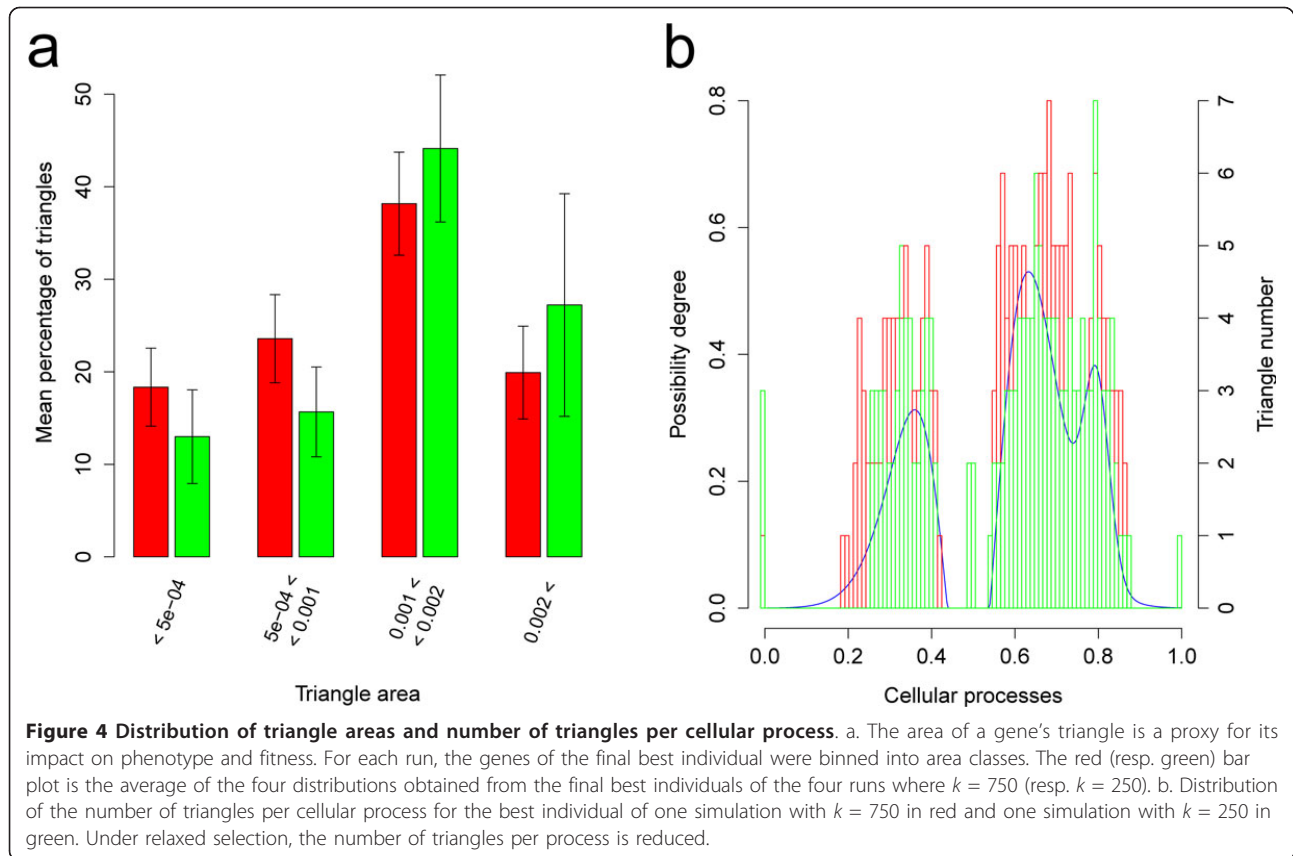 a
b
50
40
30
20
10
0
Mean percentage of triangles
< 5e−04
5e−04 <
< 0.001
0.001 <
< 0.002
0.002 <
Triangle area
0.8
0.6
0.4
0.2
0.0
Possibility degree
7
6
5
4
3
2
1
0
Triangle number
0.0 0.2 0.4 0.6 0.8 1.0
Cellular processes
Figure 4 Distribution of triangle areas and number of triangles per cellular process. a. The area of a gene's triangle is a proxy for its
impact on phenotype and fitness. For each run, the genes of the final best individual were binned into area classes. The red (resp. green) bar
plot is the average of the four distributions obtained from the final best individuals of the four runs where k = 750 (resp. k = 250). b. Distribution
of the number of triangles per cellular process for the best individual of one simulation with k = 750 in red and one simulation with k = 250 in
green. Under relaxed selection, the number of triangles per process is reduced.